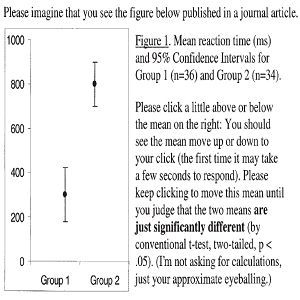 Please imagine that you see the figure below published in a journal article.
1000
800
600
400
200
0
Group 1 Group 2
Figure 1. Mean reaction time (ms)
and 95% Confidence Intervals for
Group 1 (n=36) and Group 2 (n=34).
Please click a little above or below
the mean on the right: You should
see the mean move up or down to
your click (the first time it may take
a few seconds to respond). Please
keep clicking to move this mean until
you judge that the two means are
just significantly different (by
conventional t-test, two-tailed, p <
.05). (I'm not asking for calculations,
just your approximate eyeballing.)